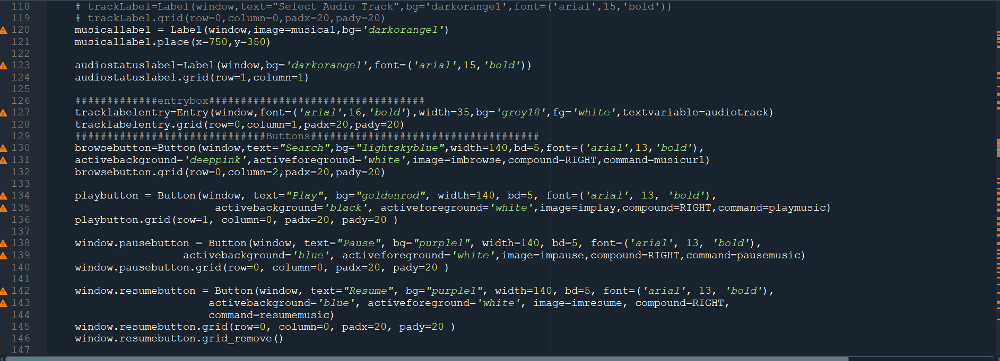 118 # trackLabel=Label(window,text="Select Audio Track",bg='darkorange1',font=('arial',15,'bold'))
119 # trackLabel.grid(row=0,column=0,padx=20,pady=20)
120 musicallabel = Label(window,image=musical,bg='darkorange1')
121 musicallabel.place(x=750,y=350)
122
123 audiostatuslabel=Label(window,bg='darkorange1',font=('arial',15,'bold'))
124 audiostatuslabel.grid(row=1,column=1)
125
126 #############entrybox##################################
127 tracklabelentry=Entry(window,font=('arial',16,'bold'),width=35,bg='grey18',fg='white',textvariable=audiotrack)
128 tracklabelentry.grid(row=0,column=1,padx=20,pady=20)
129 ##############################Buttons####################################
130 browsebutton=Button(window,text="Search",bg="lightskyblue",width=140,bd=5,font=('arial',13,'bold'),
131 activebackground='deeppink',activeforeground='white',image=imbrowse,compound=RIGHT,command=musicurl)
132 browsebutton.grid(row=0,column=2,padx=20,pady=20)
133
134 playbutton = Button(window, text="Play", bg="goldenrod", width=140, bd=5, font=('arial', 13, 'bold'),
135 activebackground='black', activeforeground='white',image=implay,compound=RIGHT,command=playmusic)
136 playbutton.grid(row=1, column=0, padx=20, pady=20 )
137
138 window.pausebutton = Button(window, text="Pause", bg="purple1", width=140, bd=5, font=('arial', 13, 'bold'),
139 activebackground='blue', activeforeground='white',image=impause,compound=RIGHT,command=pausemusic)
140 window.pausebutton.grid(row=0, column=0, padx=20, pady=20 )
141
142 window.resumebutton = Button(window, text="Resume", bg="purple1", width=140, bd=5, font=('arial', 13, 'bold'),
143 activebackground='blue', activeforeground='white', image=imresume, compound=RIGHT,
144 command=resumemusic)
145 window.resumebutton.grid(row=0, column=0, padx=20, pady=20 )
146 window.resumebutton.grid_remove()
147